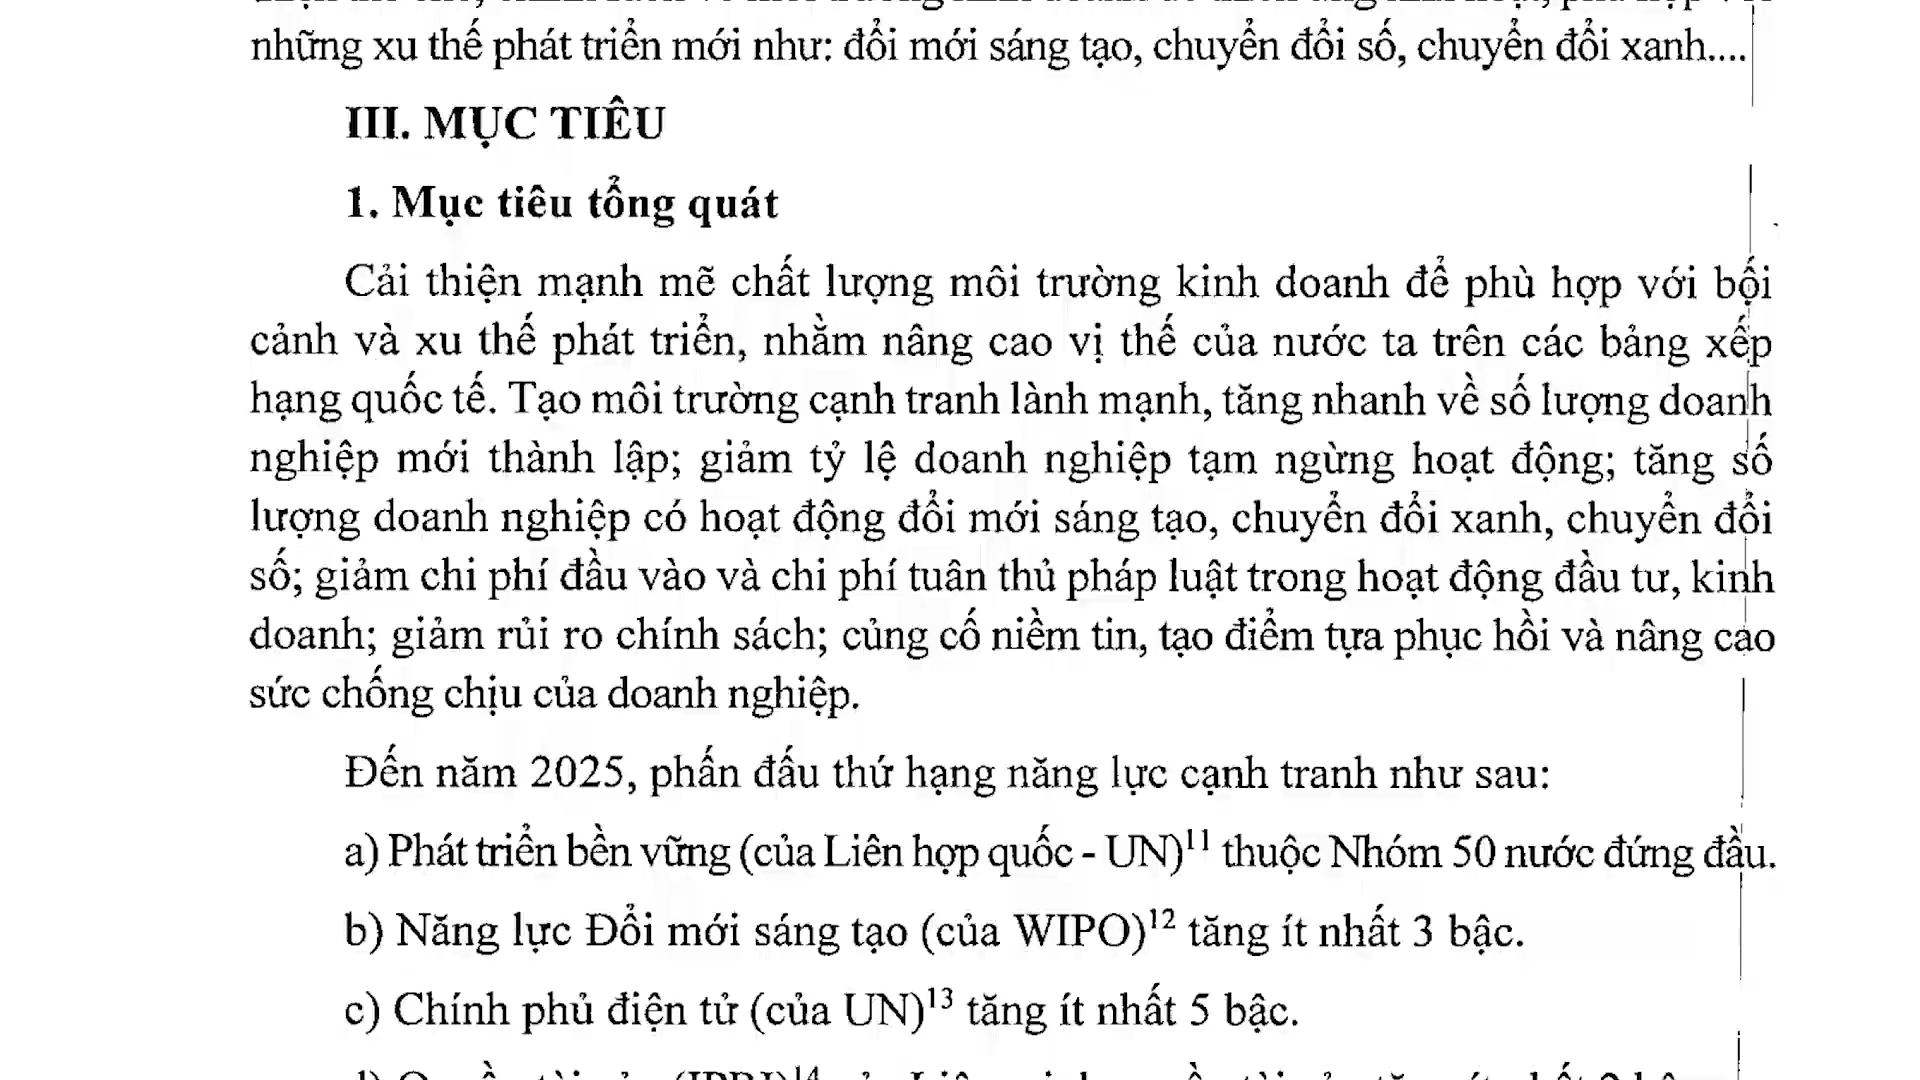 những xu thế phát triển mới như: đổi mới sáng tạo, chuyển đổi số, chuyển đổi xanh....
III. MỤC TIÊU
1. Mục tiêu tổng quát
Cải thiện mạnh mẽ chất lượng môi trường kinh doanh để phù hợp với bối
cảnh và xu thế phát triển, nhằm nâng cao vị thế của nước ta trên các bảng xếp
hạng quốc tế. Tạo môi trường cạnh tranh lành mạnh, tăng nhanh về số lượng doanh
nghiệp mới thành lập; giảm tỷ lệ doanh nghiệp tạm ngừng hoạt động; tăng số
lượng doanh nghiệp có hoạt động đổi mới sáng tạo, chuyển đổi xanh, chuyển đổi
số; giảm chi phí đầu vào và chi phí tuân thủ pháp luật trong hoạt động đầu tư, kinh
doanh; giảm rủi ro chính sách; củng cố niềm tin, tạo điểm tựa phục hồi và nâng cao
sức chống chịu của doanh nghiệp.
Đến năm 2025, phấn đấu thứ hạng năng lực cạnh tranh như sau:
a) Phát triển bền vững (của Liên hợp quốc - UN)¹¹ thuộc Nhóm 50 nước đứng đầu.
b) Năng lực Đổi mới sáng tạo (của WIPO)¹² tăng ít nhất 3 bậc.
c) Chính phủ điện tử (của UN)¹³ tăng ít nhất 5 bậc.